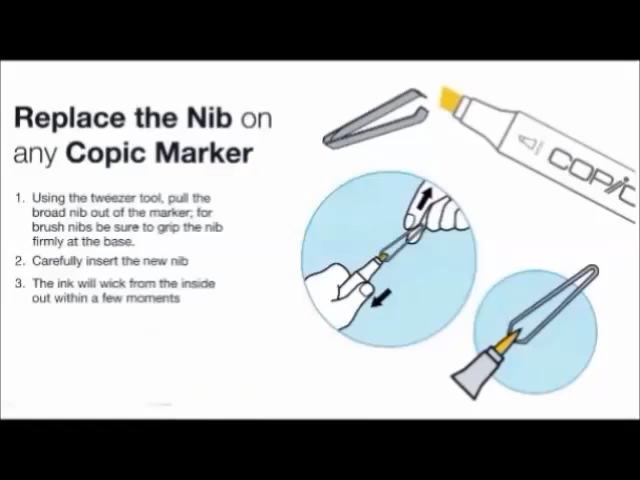 Replace the Nib on
any Copic Marker
1. Using the tweezer tool, pull the
broad nib out of the marker; for
brush nibs be sure to grip the nib
firmly at the base.
2. Carefully insert the new nib
3. The ink will wick from the inside
out within a few moments
COPIC